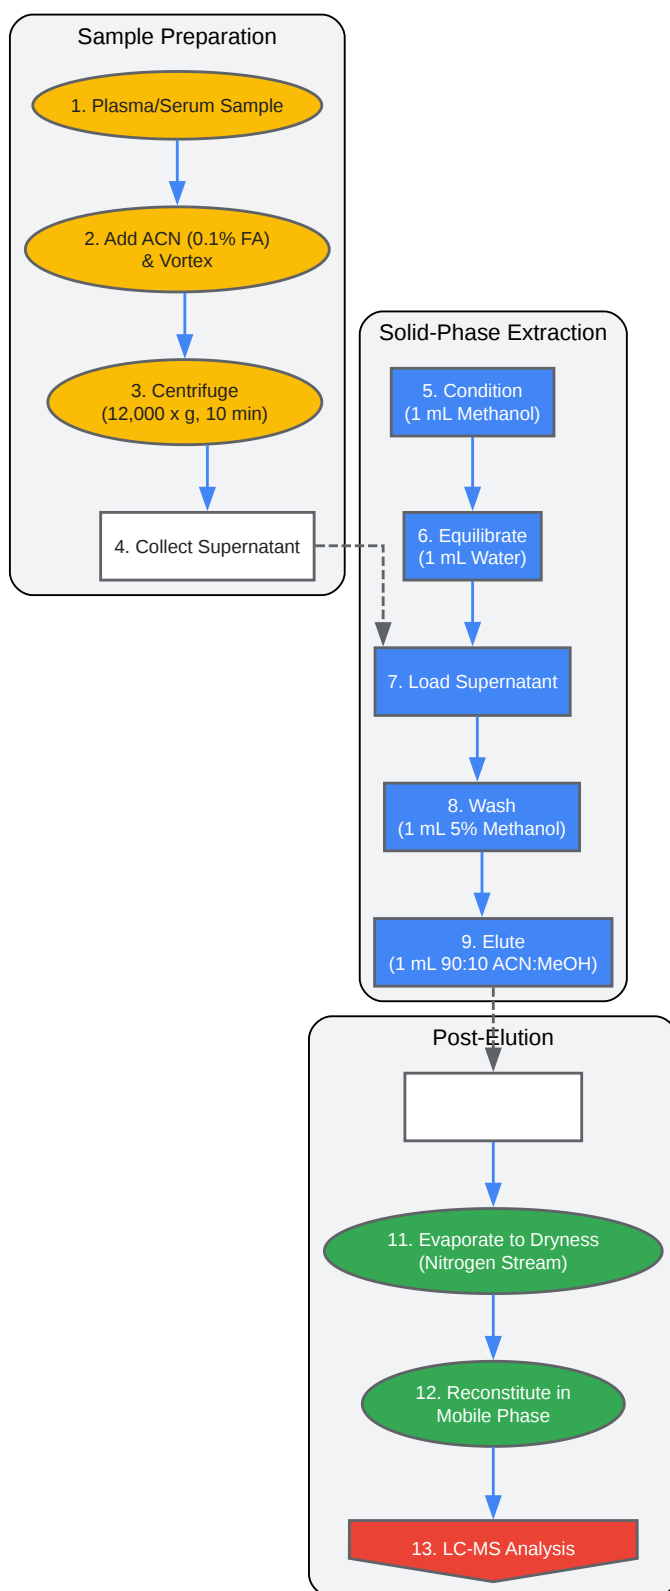 Sample Preparation
1. Plasma/Serum Sample
2. Add ACN (0.1% FA)
& Vortex
3. Centrifuge
(12,000 x g, 10 min)
4. Collect Supernatant
Solid-Phase Extraction
5. Condition
(1 mL Methanol)
6. Equilibrate
(1 mL Water)
7. Load Supernatant
8. Wash
(1 mL 5% Methanol)
9. Elute
(1 mL 90:10 ACN:MeOH)
Post-Elution
11. Evaporate to Dryness
(Nitrogen Stream)
12. Reconstitute in
Mobile Phase
13. LC-MS Analysis